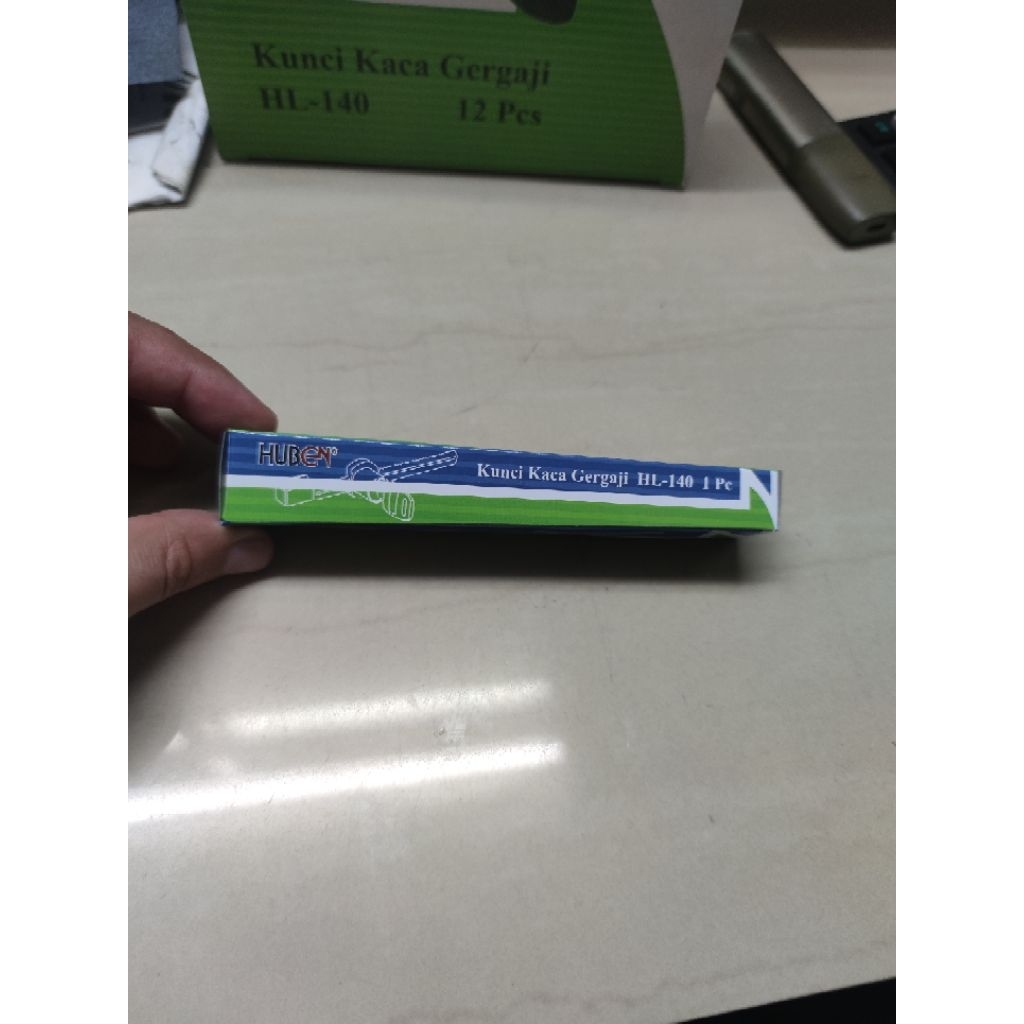 Kunci Kaca Gergaji
HL-140 12 Pcs
HUBEN®
Kunci Kaca Gergaji HL-140 1 Pc